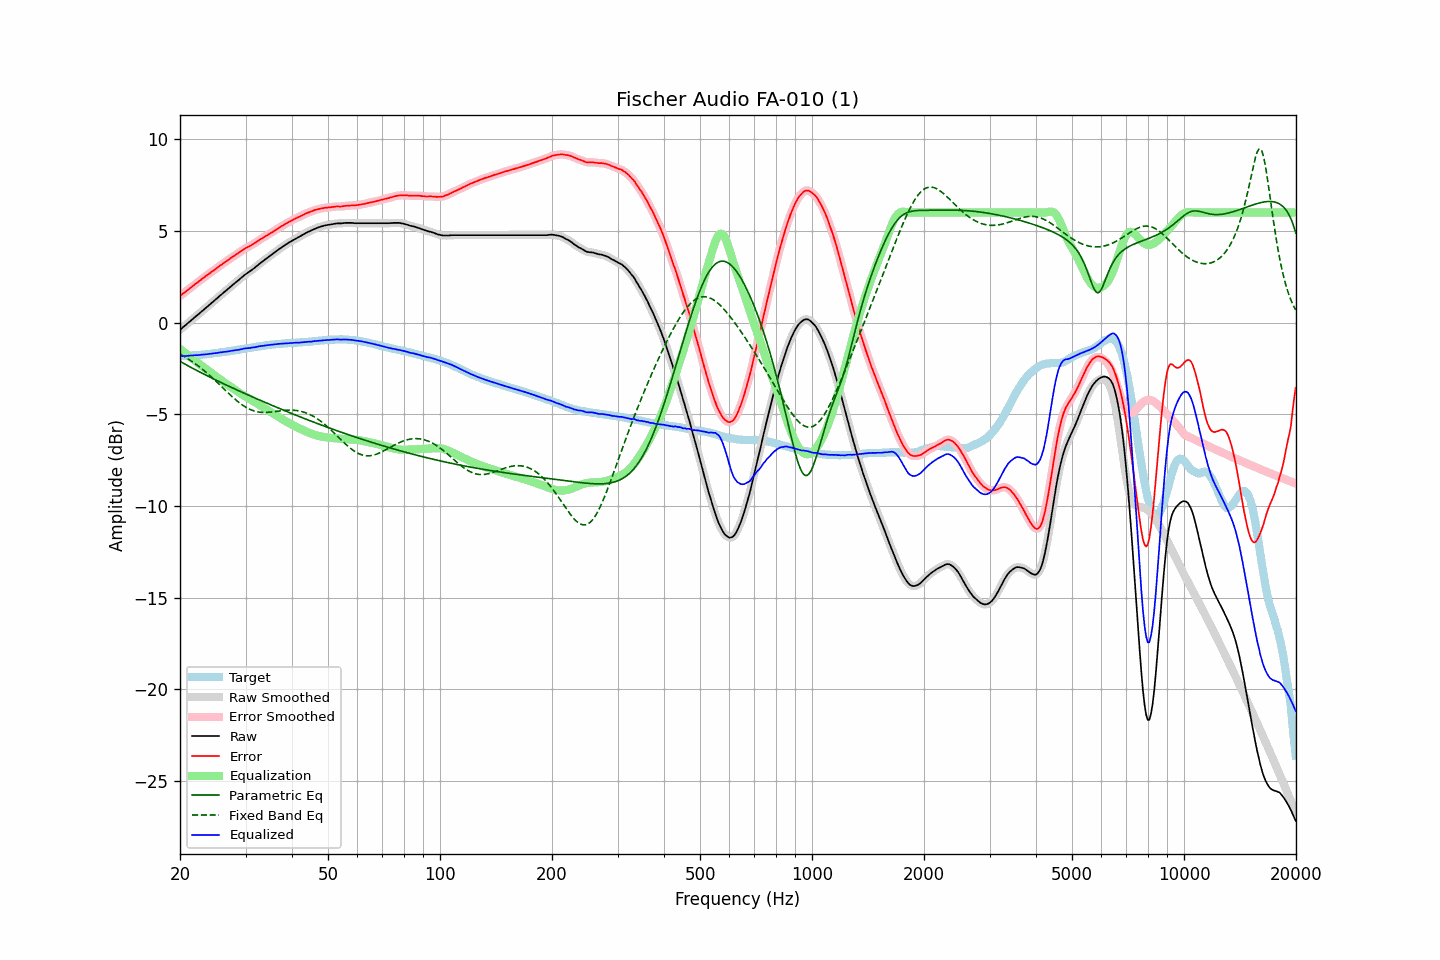 Fischer Audio FA-010 (1)
Amplitude (dBr)
10
5
0
−5
−10
−15
−20
−25
Target
Raw Smoothed
Error Smoothed
Raw
Error
Equalization
Parametric Eq
Fixed Band Eq
Equalized
20 50 100 200 500 1000 2000 5000 10000 20000
Frequency (Hz)